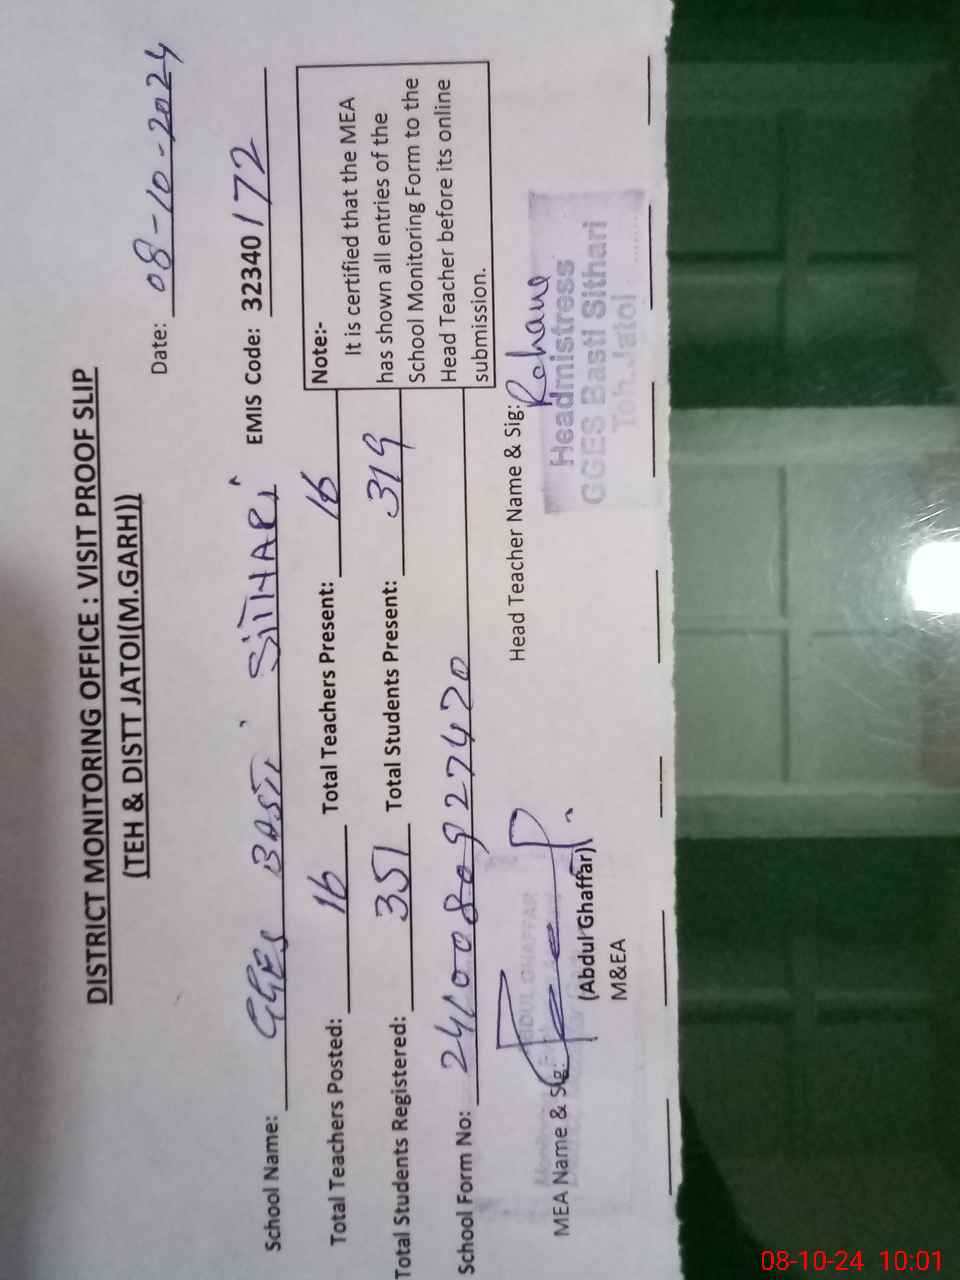 DISTRICT MONITORING OFFICE : VISIT PROOF SLIP
(TEH & DISTT JATOI(M.GARH))
Date: 08-10-2024
School Name: GGES BASTI SITHARI EMIS Code: 32340172
Total Teachers Posted: 16 Total Teachers Present: 16
Total Students Registered: 351 Total Students Present: 319
School Form No: 2410080927420
Note:-
It is certified that the MEA
has shown all entries of the
School Monitoring Form to the
Head Teacher before its online
submission.
MEA Name & Sig:
(Abdul Ghaffar)
M&EA
ABDUL GHAFFAR
Head Teacher Name & Sig:
Headmistress
GGES Basti Sithari
Teh. Jatoi
08-10-24 10:01